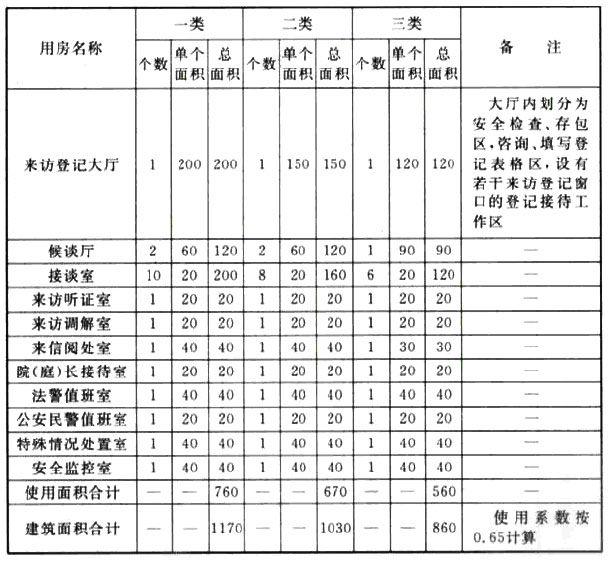 用房名称 一类 二类 三类 备 注
个数 单个面积 总面积 个数 单个面积 总面积 个数 单个面积 总面积
来访登记大厅 1 200 200 1 150 150 1 120 120
大厅内划分为
安全检查、存包
区,咨询、填写登
记表格区,设有
若干来访登记窗
口的登记接待工
作区
候谈厅 2 60 120 2 60 120 1 90 90 —
接谈室 10 20 200 8 20 160 6 20 120 —
来访听证室 1 20 20 1 20 20 1 20 20 —
来访调解室 1 20 20 1 20 20 1 20 20 —
来信阅处室 1 40 40 1 40 40 1 30 30 —
院(庭)长接待室 1 20 20 1 20 20 1 20 20 —
法警值班室 1 40 40 1 40 40 1 40 40 —
公安民警值班室 1 20 20 1 20 20 1 20 20 —
特殊情况处置室 1 40 40 1 40 40 1 40 40 —
安全监控室 1 40 40 1 40 40 1 40 40 —
使用面积合计 — — 760 — — 670 — — 560 —
建筑面积合计 — — 1170 — — 1030 — — 860
使用系数按
0.65计算